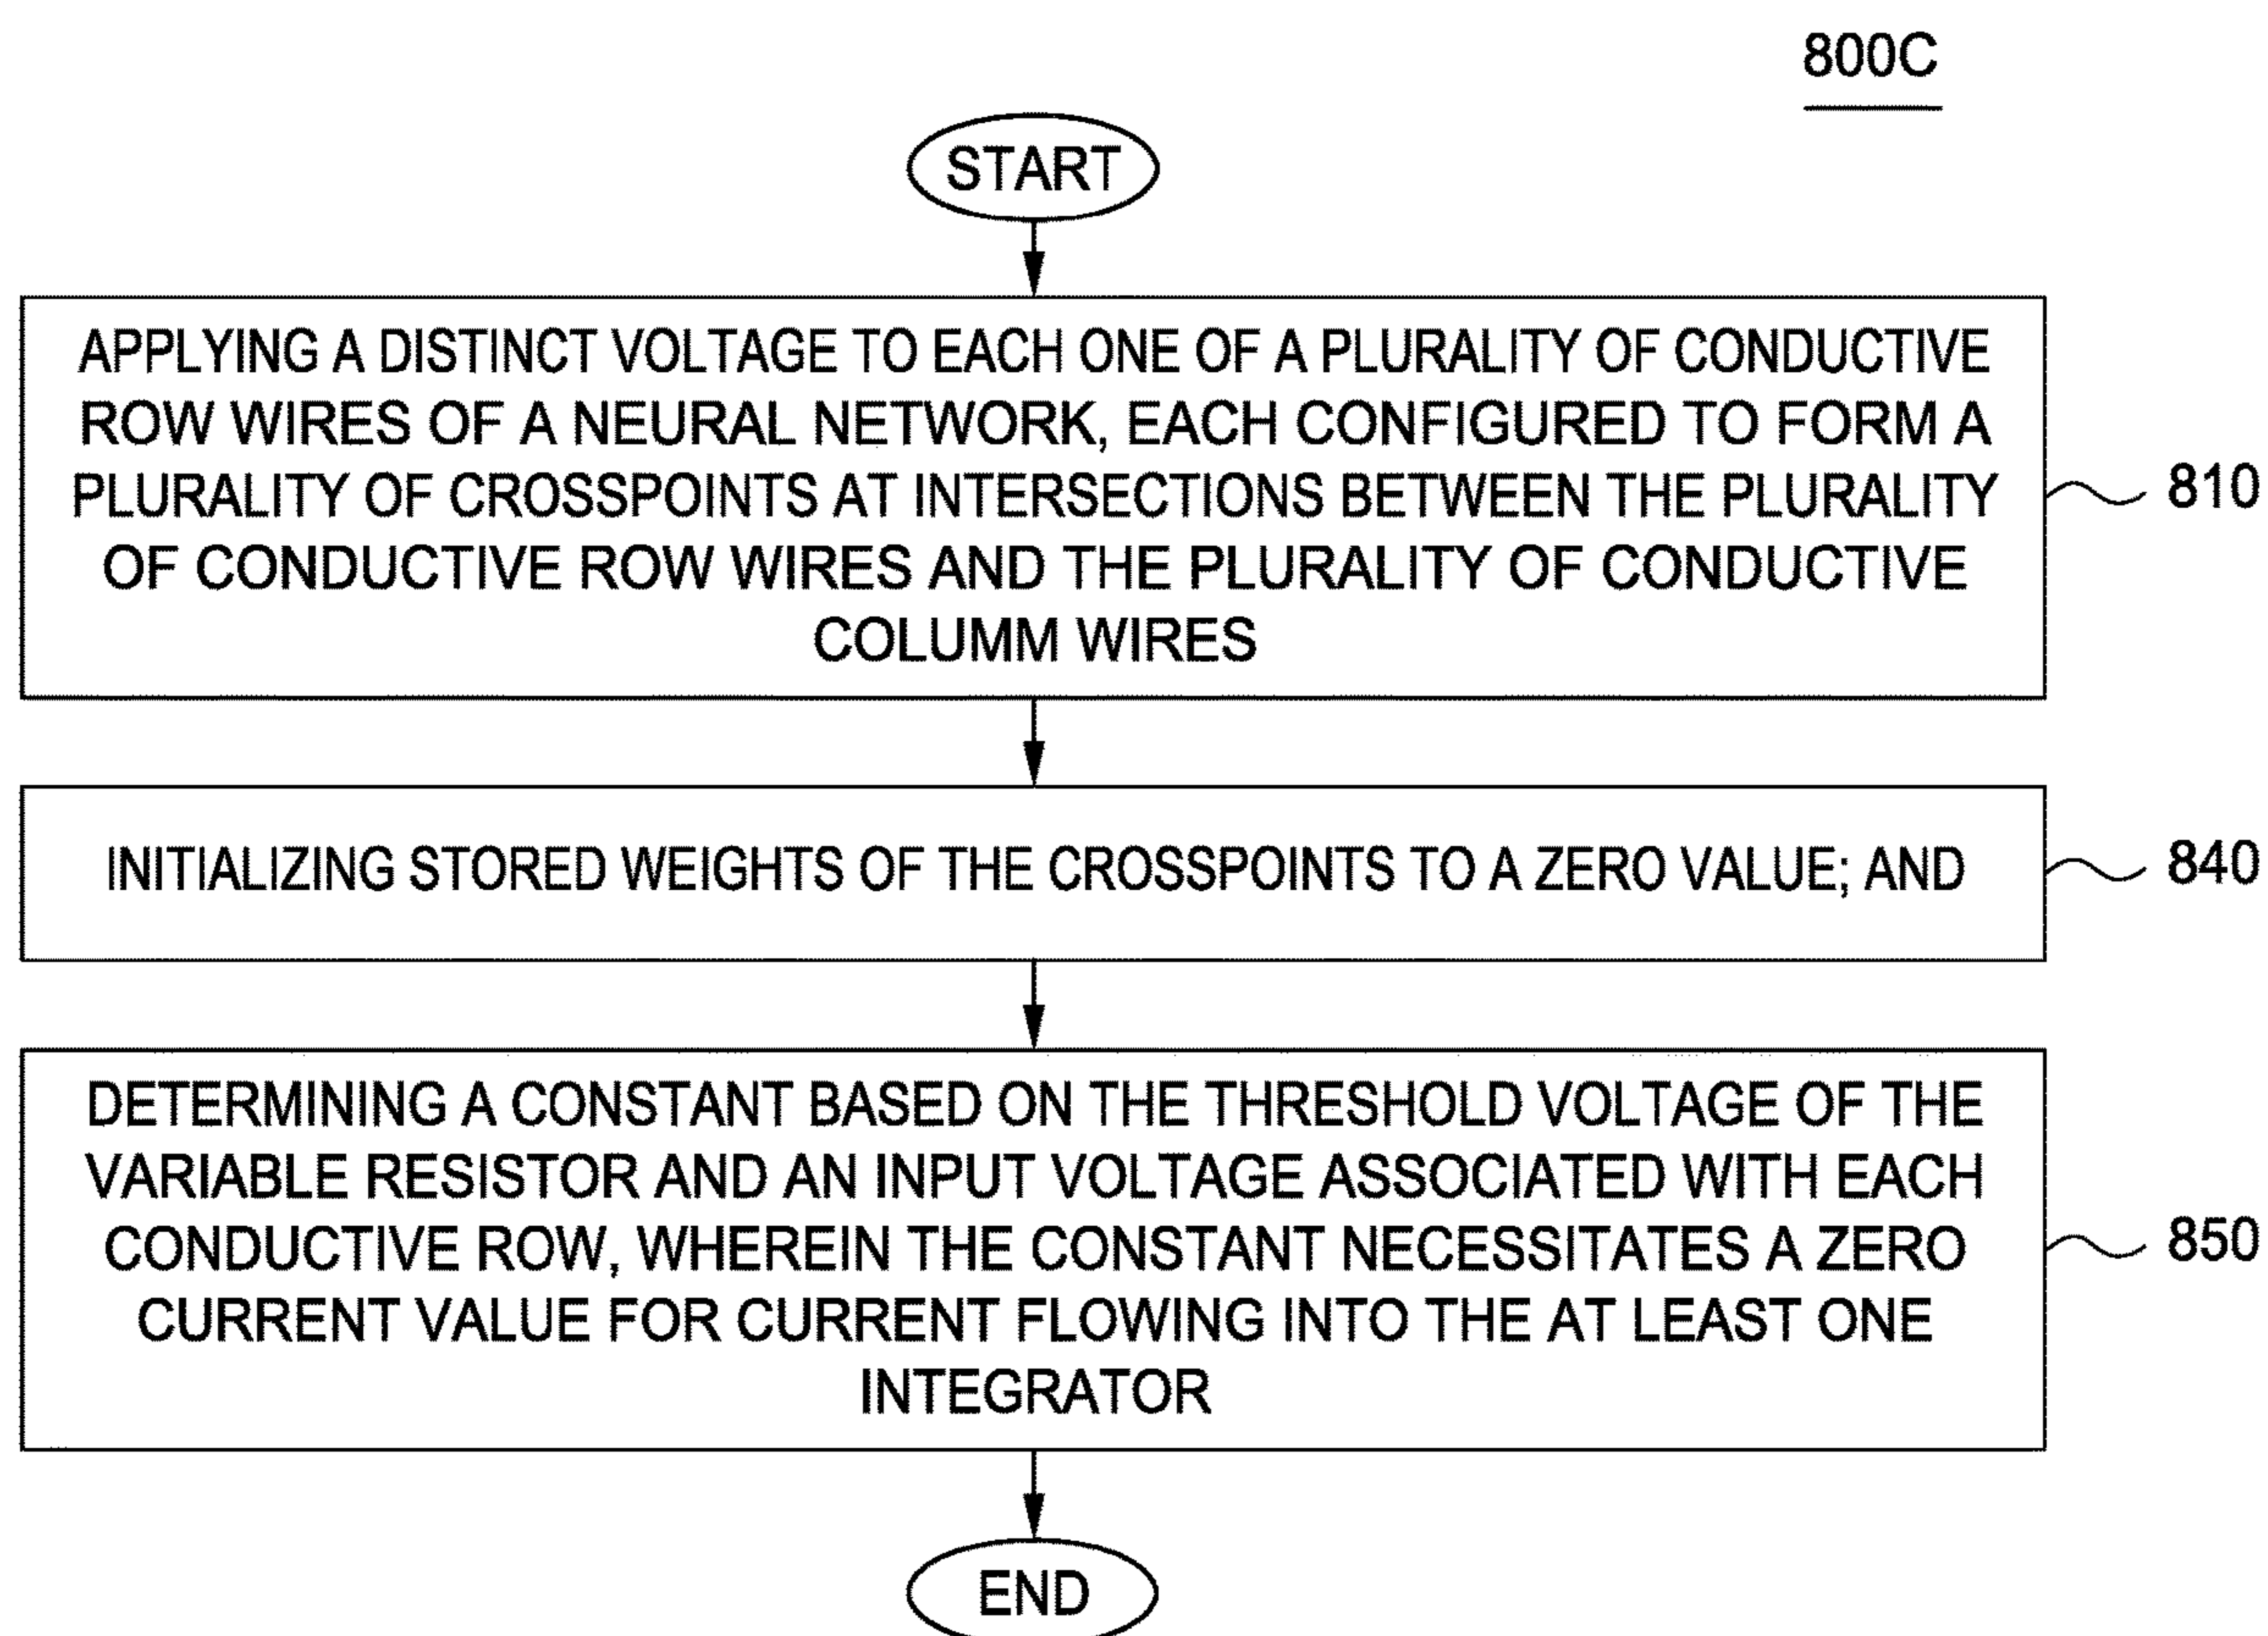 800C
START
APPLYING A DISTINCT VOLTAGE TO EACH ONE OF A PLURALITY OF CONDUCTIVE
ROW WIRES OF A NEURAL NETWORK, EACH CONFIGURED TO FORM A
PLURALITY OF CROSSPOINTS AT INTERSECTIONS BETWEEN THE PLURALITY
OF CONDUCTIVE ROW WIRES AND THE PLURALITY OF CONDUCTIVE
COLUMM WIRES
810
INITIALIZING STORED WEIGHTS OF THE CROSSPOINTS TO A ZERO VALUE; AND
840
DETERMINING A CONSTANT BASED ON THE THRESHOLD VOLTAGE OF THE
VARIABLE RESISTOR AND AN INPUT VOLTAGE ASSOCIATED WITH EACH
CONDUCTIVE ROW, WHEREIN THE CONSTANT NECESSITATES A ZERO
CURRENT VALUE FOR CURRENT FLOWING INTO THE AT LEAST ONE
INTEGRATOR
850
END